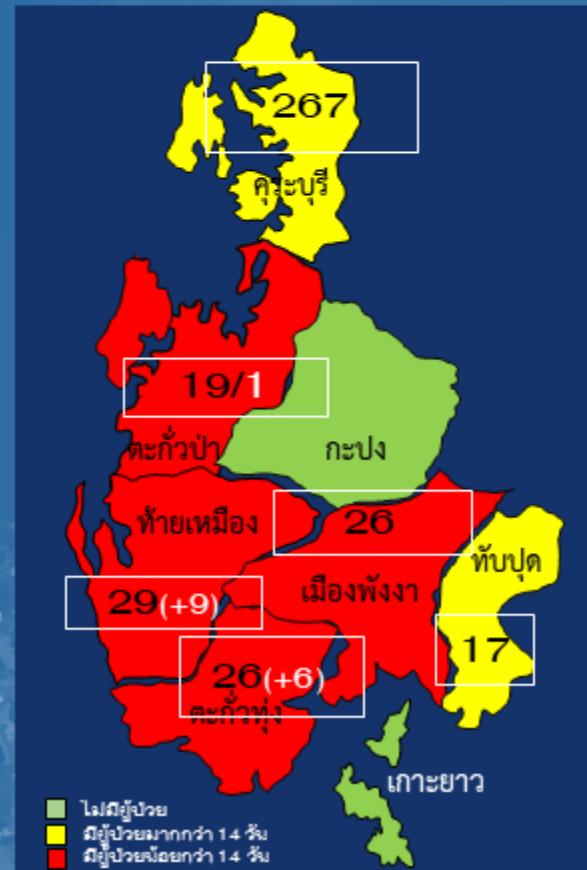 267
คุระบุรี
19/1
ตะกั่วป่า
กะปง
ท้ายเหมือง
26
ทับปุด
เมืองพังงา
29(+9)
17
26(+6)
ตะกั่วทุ่ง
เกาะยาว
ไม่มีผู้ป่วย
มีผู้ป่วยมากกว่า 14 วัน
มีผู้ป่วยน้อยกว่า 14 วัน